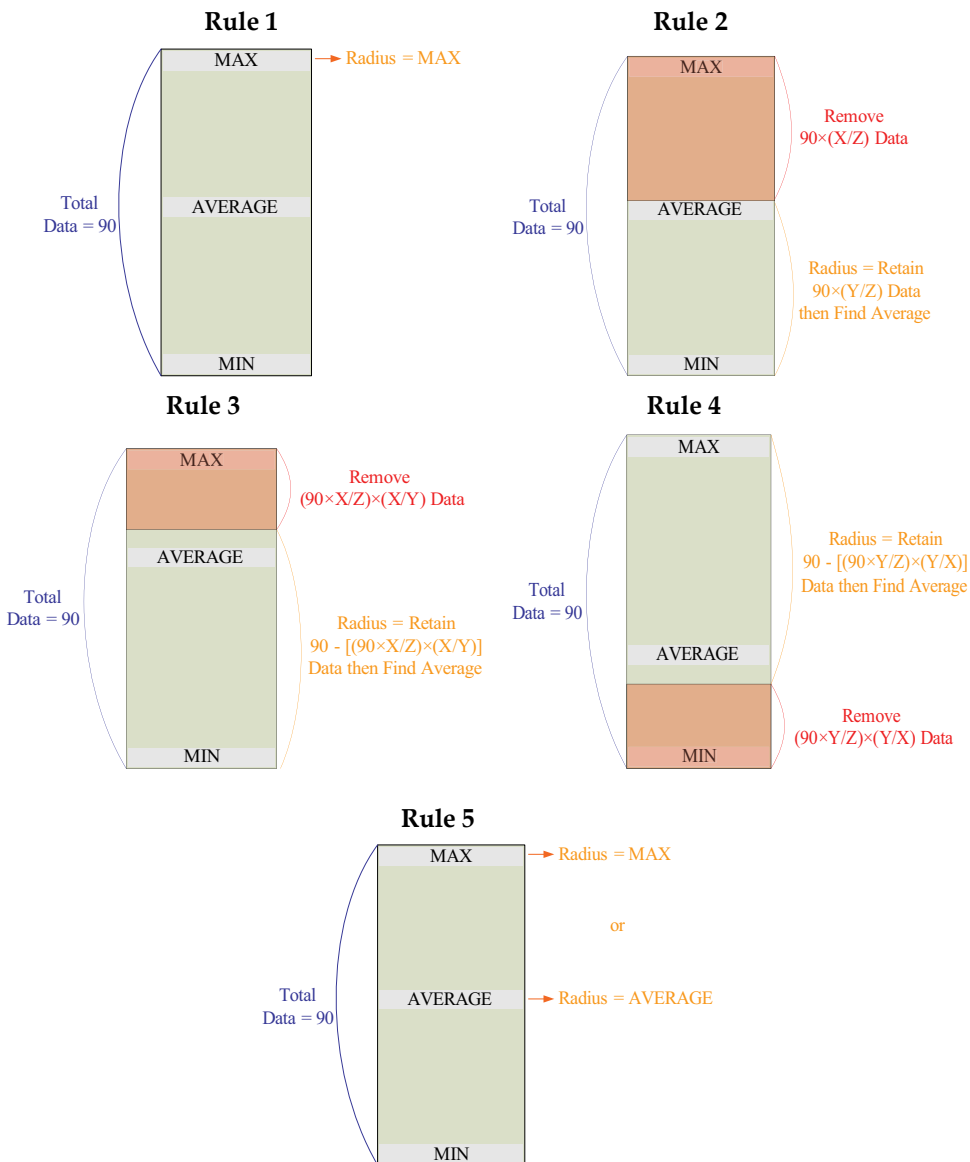 Rule 1
MAX
Radius = MAX
Total
Data = 90
AVERAGE
MIN
Rule 2
MAX
Remove
90×(X/Z) Data
Total
Data = 90
AVERAGE
Radius = Retain
90×(Y/Z) Data
then Find Average
MIN
Rule 3
MAX
Remove
(90×X/Z)×(X/Y) Data
AVERAGE
Total
Data = 90
Radius = Retain
90 - [(90×X/Z)×(X/Y)]
Data then Find Average
MIN
Rule 4
MAX
Radius = Retain
90 - [(90×Y/Z)×(Y/X)]
Data then Find Average
Total
Data = 90
AVERAGE
Remove
(90×Y/Z)×(Y/X) Data
MIN
Rule 5
MAX
Radius = MAX
or
Total
Data = 90
AVERAGE
Radius = AVERAGE
MIN